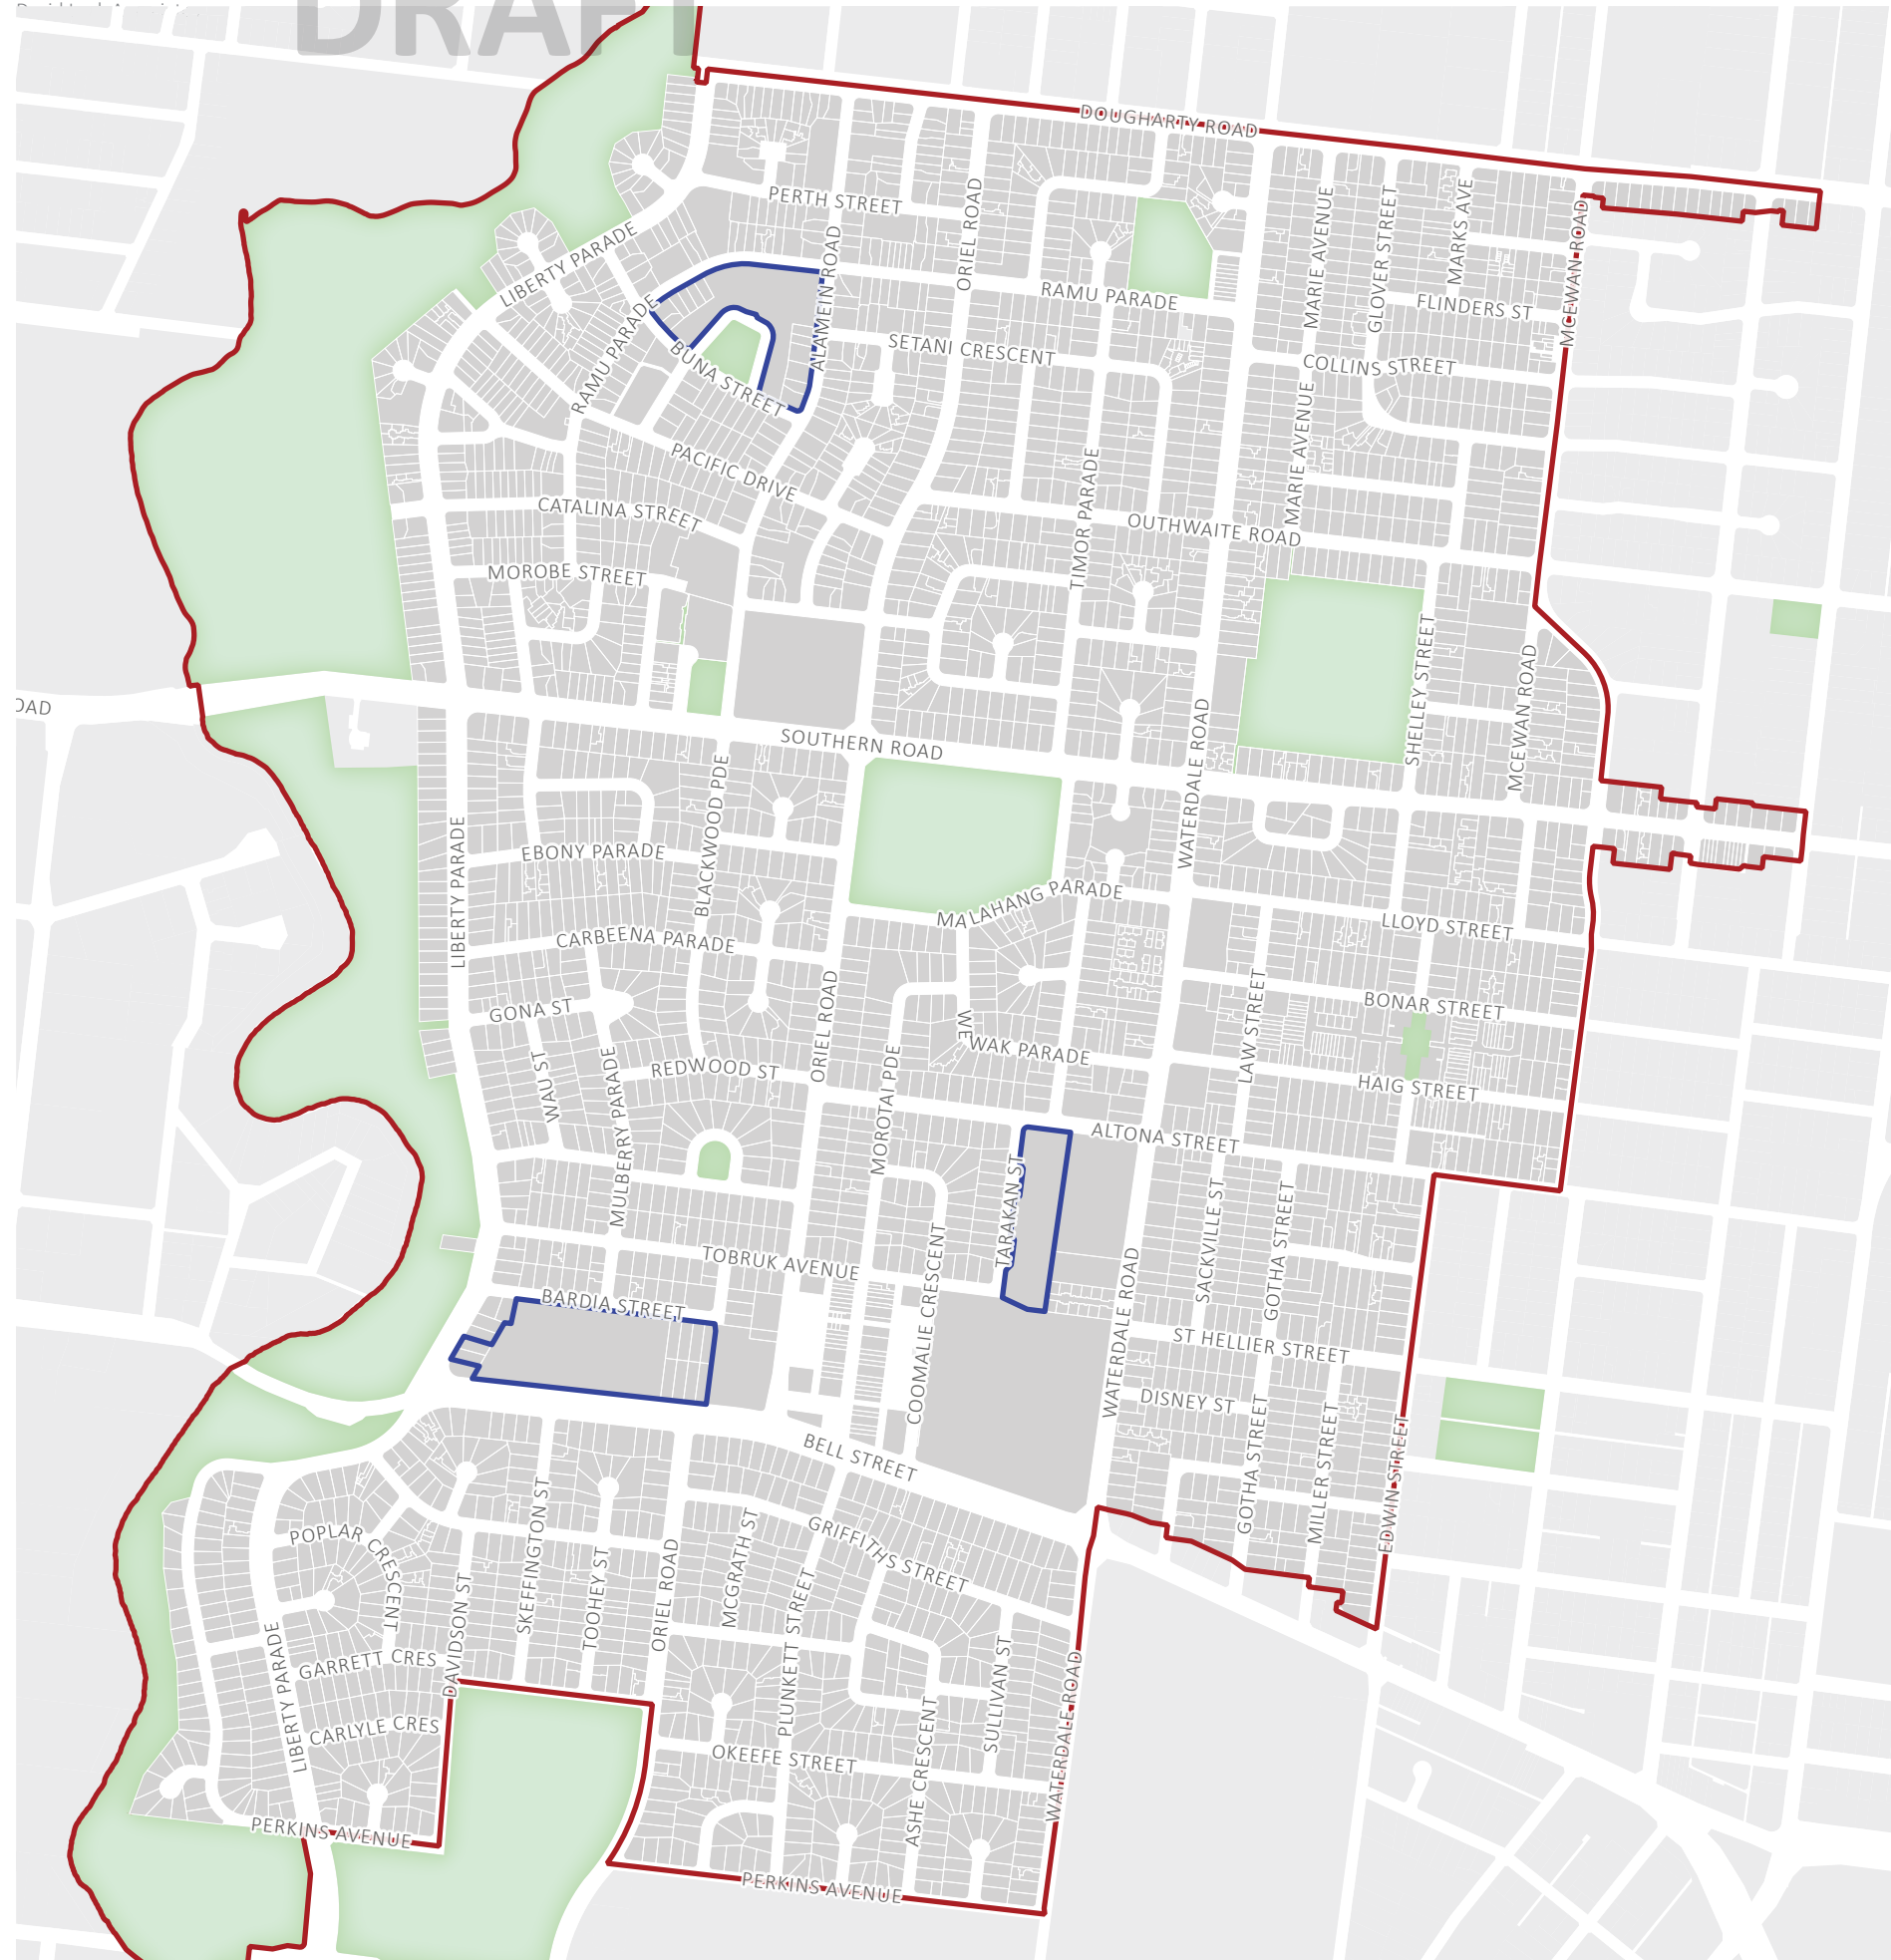 DRAFT
DOUGHARTY ROAD
PERTH STREET
ORIEL ROAD
MARIE AVENUE
GLOVER STREET
MARKS AVE
MCEWAN ROAD
LIBERTY PARADE
ALAMEIN ROAD
RAMU PARADE
RAMU PARADE
FLINDERS ST
SETANI CRESCENT
BUNA STREET
COLLINS STREET
MARIE AVENUE
PACIFIC DRIVE
TIMOR PARADE
CATALINA STREET
OUTHWAITE ROAD
MOROBE STREET
SHELLEY STREET
MCEWAN ROAD
OAD
SOUTHERN ROAD
WATERDALE ROAD
LIBERTY PARADE
EBONY PARADE
BLACKWOOD PDE
MALAHANG PARADE
LLOYD STREET
CARBEENA PARADE
ORIEL ROAD
LAW STREET
GONA ST
BONAR STREET
WEWAK PARADE
WAU ST
MULBERRY PARADE
REDWOOD ST
MOROTAI PDE
HAIG STREET
ALTONA STREET
TARAKAN ST
SACKVILLE ST
GOTHA STREET
TOBRUK AVENUE
COOMALIE CRESCENT
WATERDALE ROAD
BARDIA STREET
ST HELLIER STREET
DISNEY ST
BELL STREET
GOTHA STREET
MILLER STREET
EDWIN STREET
POPLAR CRESCENT
SKEFFINGTON ST
TOOHEY ST
ORIEL ROAD
MCGRATH ST
GRIFFITHS STREET
DAVIDSON ST
PLUNKETT STREET
GARRETT CRES
LIBERTY PARADE
SULLIVAN ST
WATERDALE ROAD
CARLYLE CRES
OKEEFE STREET
ASHE CRESCENT
PERKINS AVENUE
PERKINS AVENUE